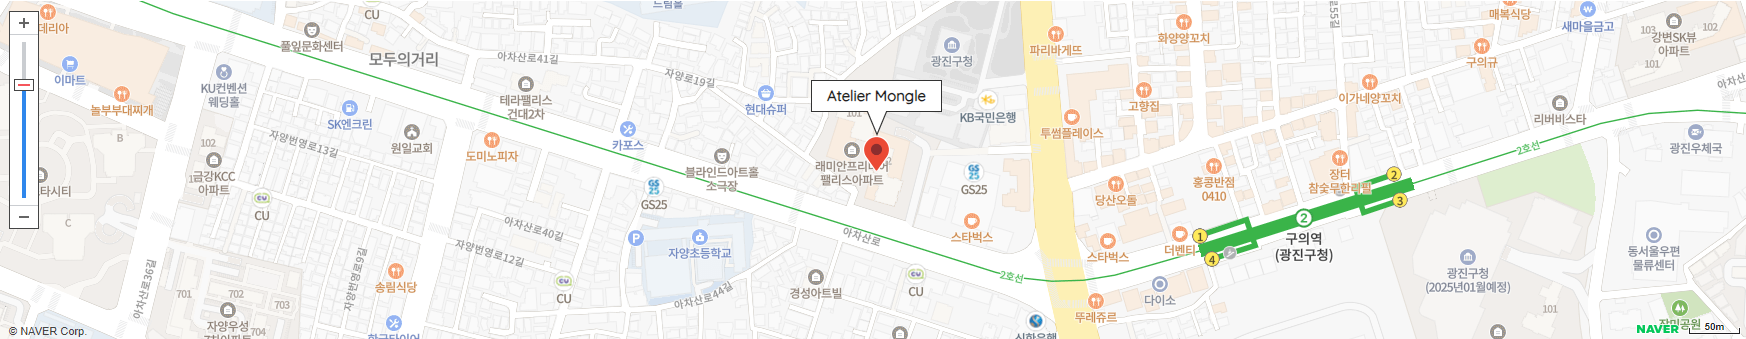 데리아
CU
느림홀
풀잎문화센터
모두의거리
이마트
놀부부대찌개
KU컨벤션
웨딩홀
아차산로41길
자양로19길
테라팰리스
건대2차
SK엔크린
현대슈퍼
자양번영로13길
원일교회
도미노피자
카포스
102
금강KCC
아파트
B
C
타시티
CU
블라인드아트홀
소극장
GS25
아차산로40길
자양번영로12길
자양번영로9길
아차산로36길
송림식당
CU
자양초등학교
아차산로44길
701
702
703
704
자양우성
아차산로
경성아트빌
CU
2호선
광진구청
KB국민은행
Atelier Mongle
101
래미안프리미어
팰리스아파트
GS25
스타벅스
파리바게뜨
투썸플레이스
화양양꼬치
고향집
당산오돌
홍콩반점
0410
스타벅스
더벤티
뚜레쥬르
다이소
신한은행
1
2
3
4
2
구의역
(광진구청)
장터
2호선
이가네양꼬치
구의규
매복식당
새마을금고
103
102
강변SK뷰
아파트
101
리버비스타
광진우체국
광진구청
(2025년01월예정)
101
동서울우편
물류센터
장미공원
© NAVER Corp.
NAVER
50m